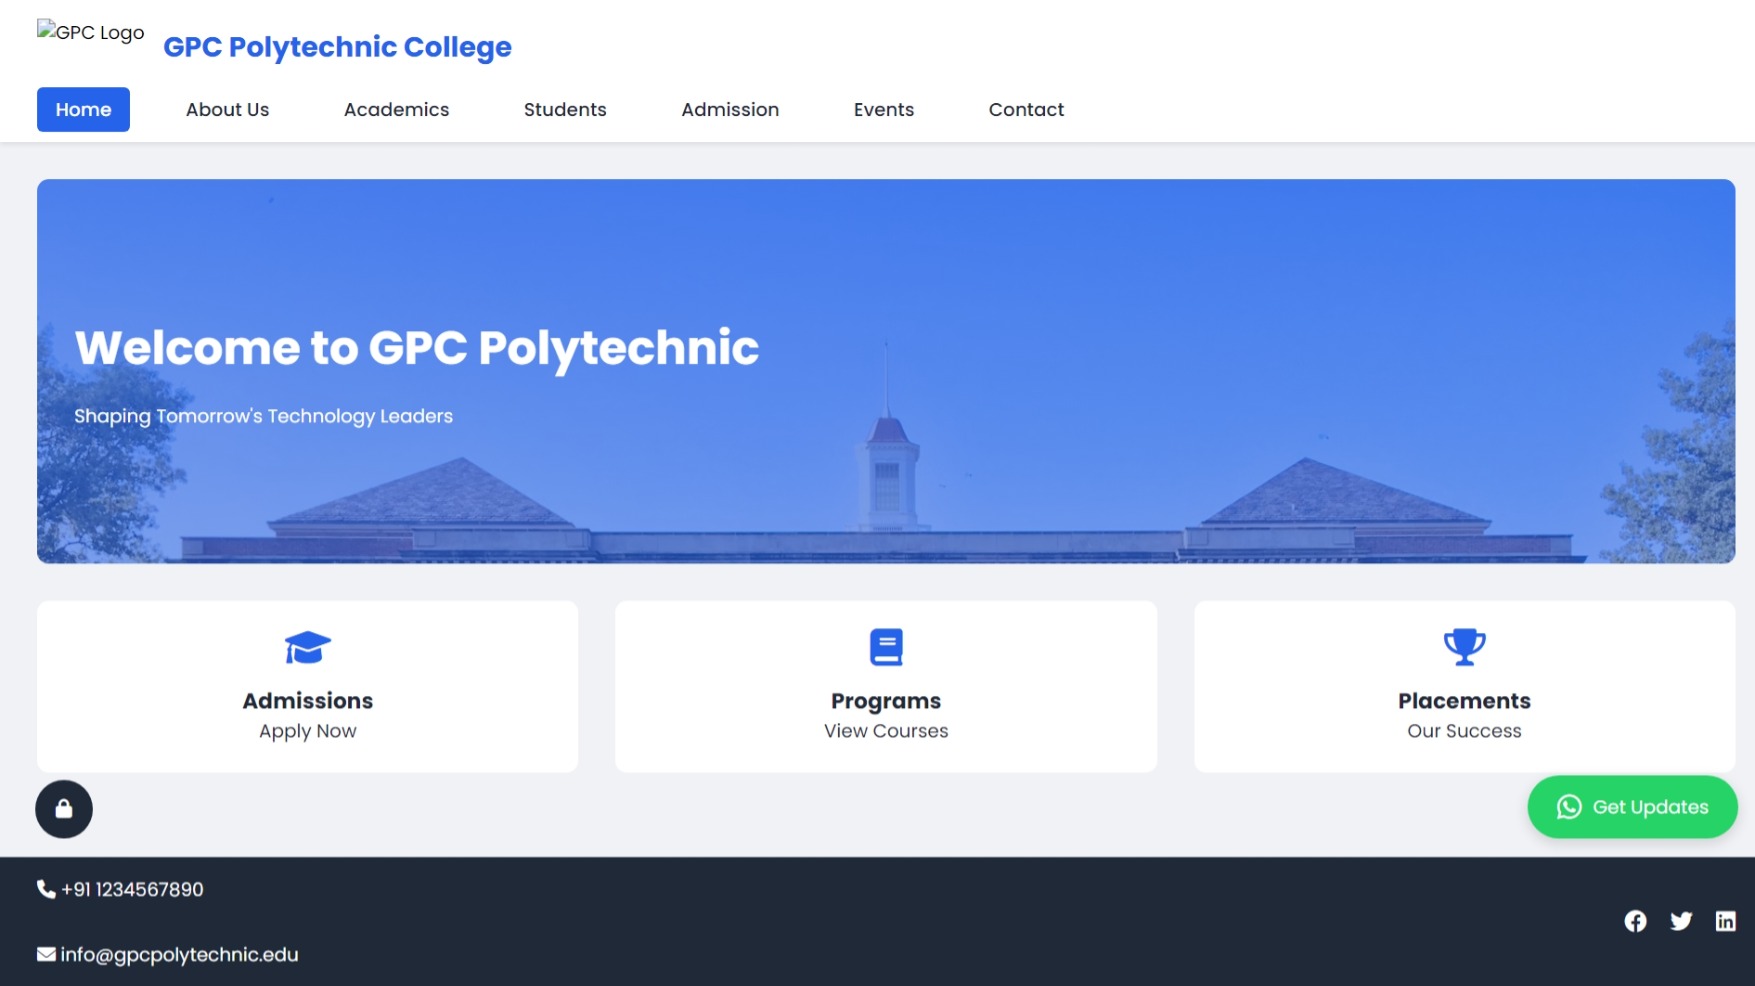 GPC Logo
GPC Polytechnic College
Home About Us Academics Students Admission Events Contact
Welcome to GPC Polytechnic
Shaping Tomorrow's Technology Leaders
Admissions
Apply Now
Programs
View Courses
Placements
Our Success
Get Updates
+91 1234567890
info@gpcpolytechnic.edu